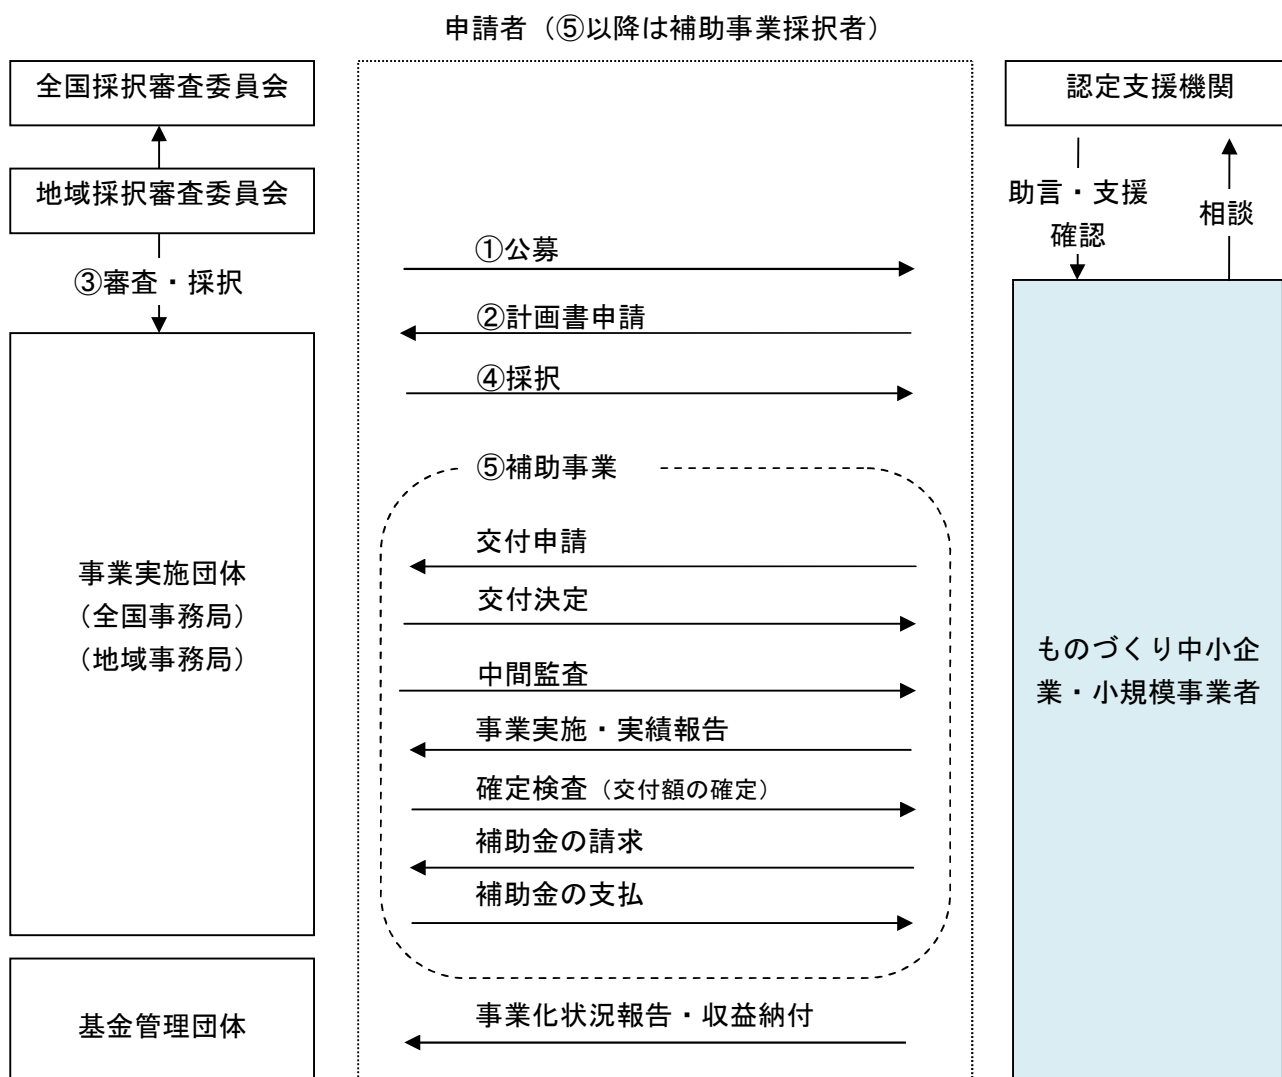 申請者（⑤以降は補助事業採択者）
全国採択審査委員会
地域採択審査委員会
③審査・採択
事業実施団体
（全国事務局）
（地域事務局）
基金管理団体
①公募
②計画書申請
④採択
⑤補助事業
交付申請
交付決定
中間監査
事業実施・実績報告
確定検査（交付額の確定）
補助金の請求
補助金の支払
事業化状況報告・収益納付
認定支援機関
助言・支援
確認
相談
ものづくり中小企
業・小規模事業者